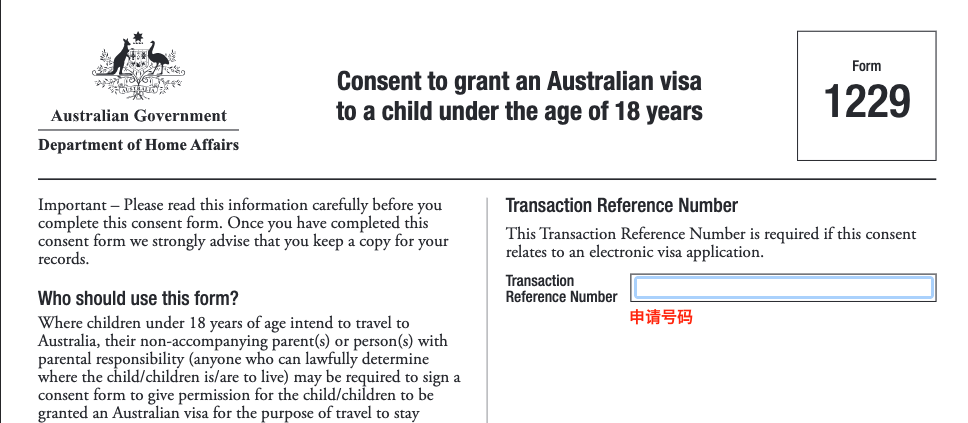 Australian Government
Department of Home Affairs
Consent to grant an Australian visa
to a child under the age of 18 years
Form
1229
Important – Please read this information carefully before you
complete this consent form. Once you have completed this
consent form we strongly advise that you keep a copy for your
records.
Who should use this form?
Where children under 18 years of age intend to travel to
Australia, their non-accompanying parent(s) or person(s) with
parental responsibility (anyone who can lawfully determine
where the child/children is/are to live) may be required to sign a
consent form to give permission for the child/children to be
granted an Australian visa for the purpose of travel to stay
Transaction Reference Number
This Transaction Reference Number is required if this consent
relates to an electronic visa application.
Transaction
Reference Number
申请号码